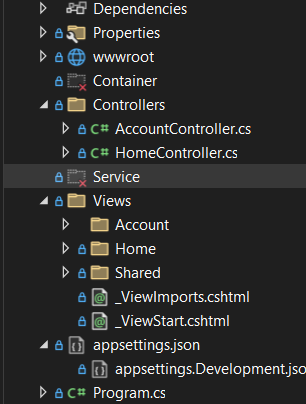 Dependencies
Properties
wwwroot
Container
Controllers
C# AccountController.cs
C# HomeController.cs
Service
Views
Account
Home
Shared
_ViewImports.cshtml
_ViewStart.cshtml
appsettings.json
appsettings.Development.jso
C# Program.cs